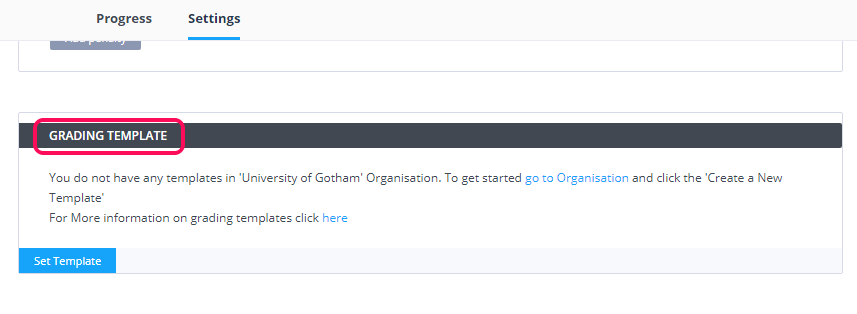 Progress Settings
GRADING TEMPLATE
You do not have any templates in 'University of Gotham' Organisation. To get started go to Organisation and click the 'Create a New
Template'
For More information on grading templates click here
Set Template